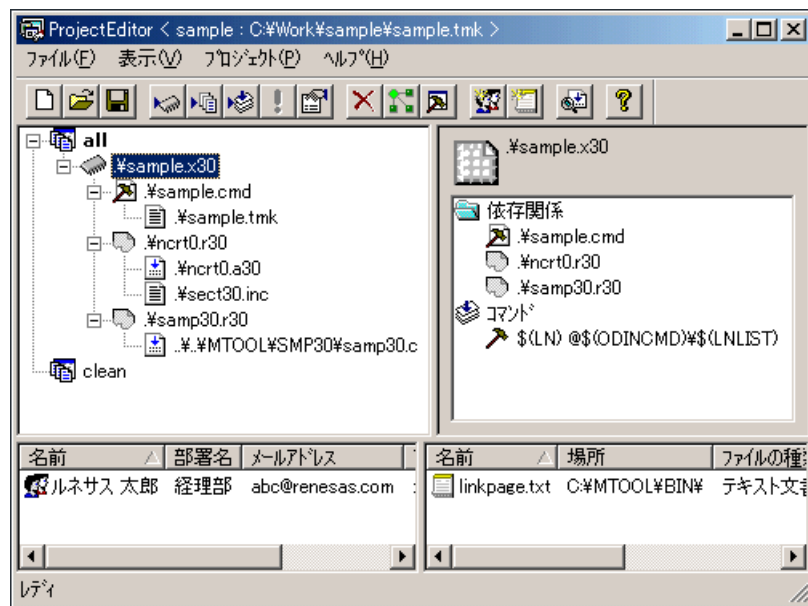 ProjectEditor < sample : C:¥Work¥sample¥sample.tmk >
ファイル(F) 表示(V) プロジェクト(P) ヘルプ(H)
all
.¥sample.x30
.¥sample.cmd
.¥sample.tmk
.¥ncrt0.r30
.¥ncrt0.a30
.¥sect30.inc
.¥samp30.r30
..¥..¥MTOOL¥SMP30¥samp30.c
clean
.¥sample.x30
依存関係
.¥sample.cmd
.¥ncrt0.r30
.¥samp30.r30
コマンド
$(LN) @$(ODINCMD)¥$(LNLIST)
名前 部署名 メールアドレス
ルネサス 太郎 経理部 abc@renesas.com
名前 場所 ファイルの種
linkpage.txt C:¥MTOOL¥BIN¥ テキスト文
レディ